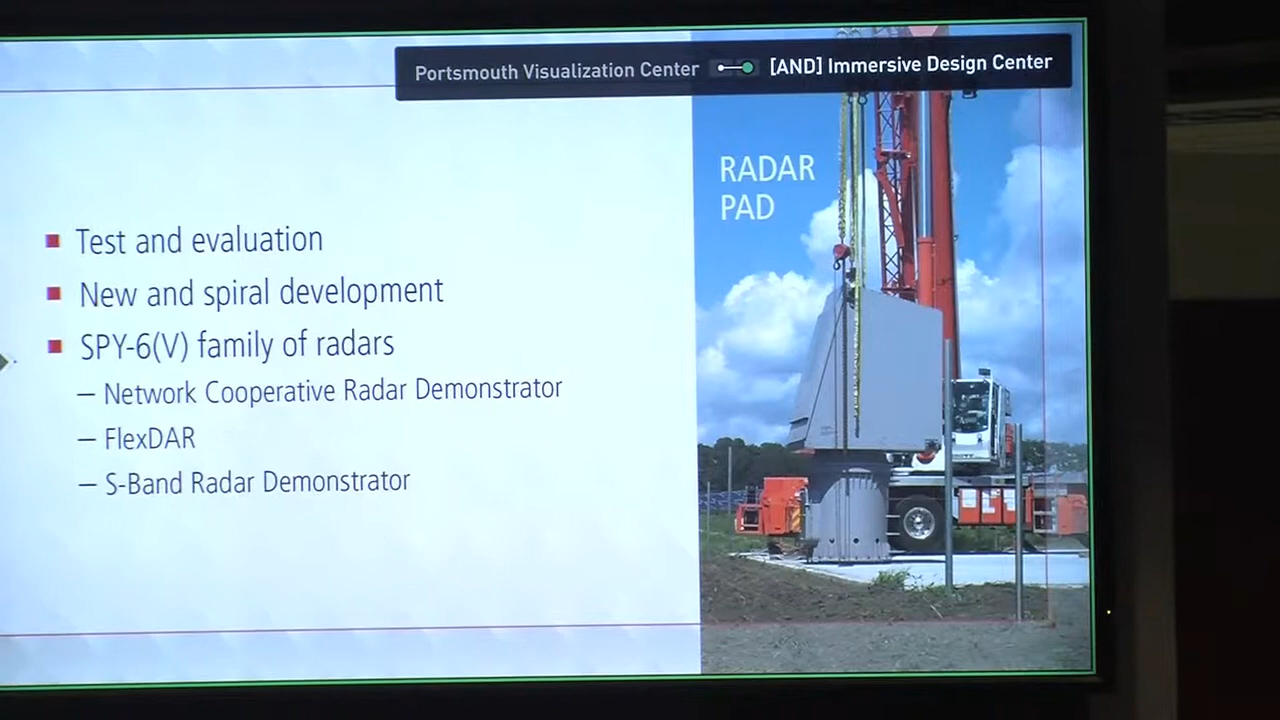 Portsmouth Visualization Center [AND] Immersive Design Center
RADAR
PAD
Test and evaluation
New and spiral development
SPY-6(V) family of radars
– Network Cooperative Radar Demonstrator
– FlexDAR
– S-Band Radar Demonstrator